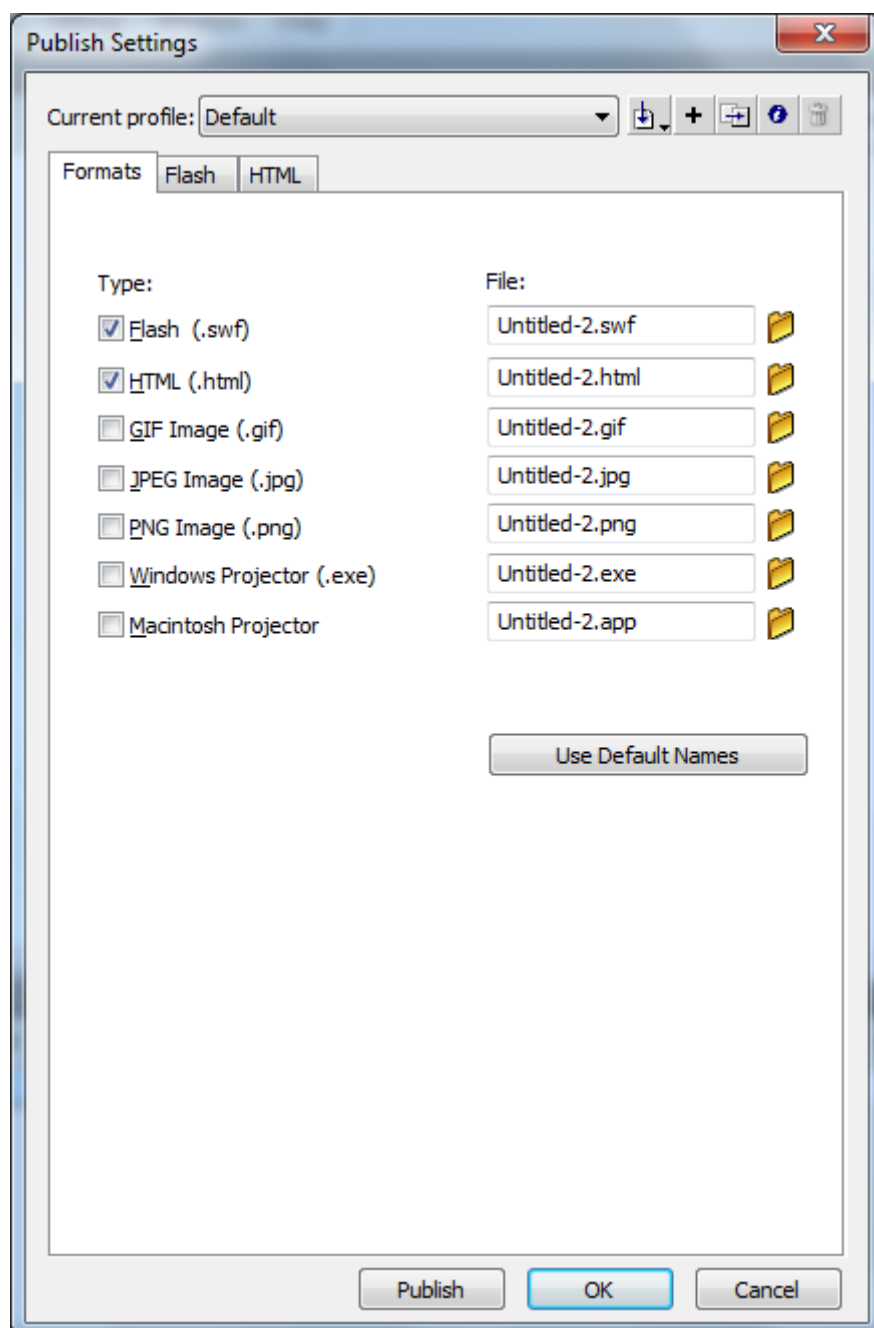 Publish Settings
Current profile: Default
Formats Flash HTML
Type: File:
Flash (.swf) Untitled-2.swf
HTML (.html) Untitled-2.html
GIF Image (.gif) Untitled-2.gif
JPEG Image (.jpg) Untitled-2.jpg
PNG Image (.png) Untitled-2.png
Windows Projector (.exe) Untitled-2.exe
Macintosh Projector Untitled-2.app
Use Default Names
Publish OK Cancel